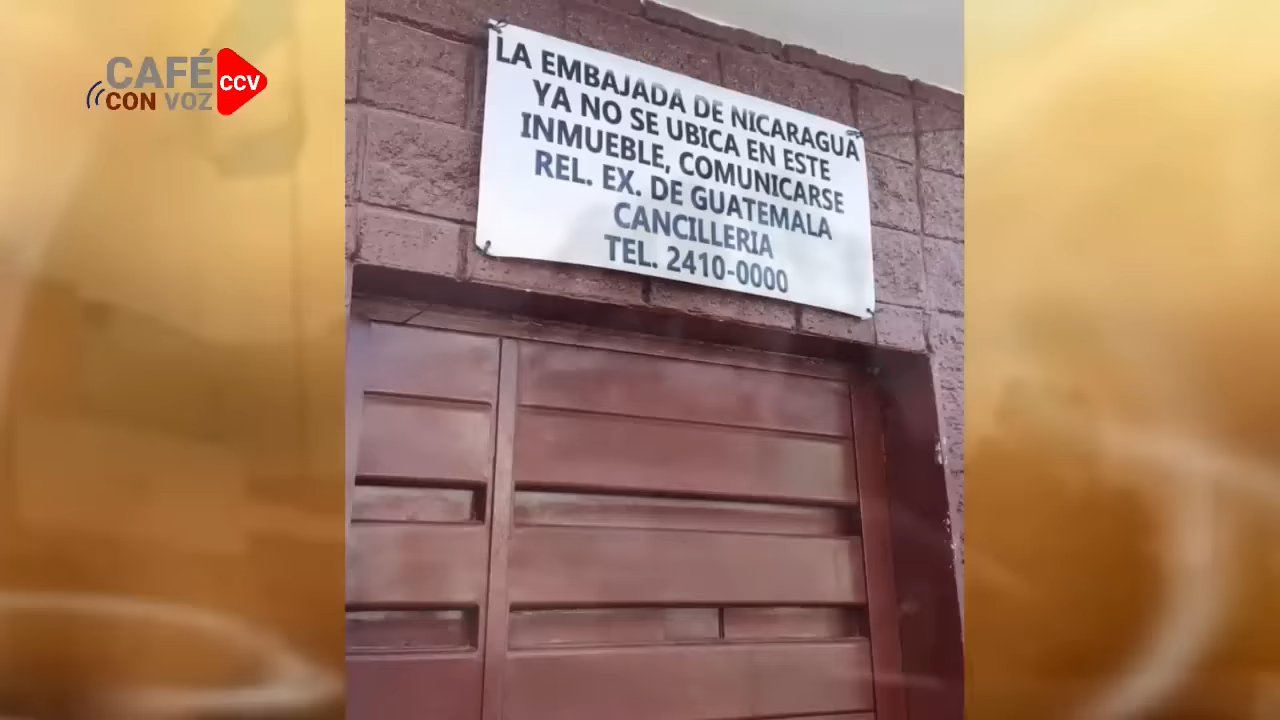 CAFÉ
CON VOZ
CCV
LA EMBAJADA DE NICARAGUA
YA NO SE UBICA EN ESTE
INMUEBLE, COMUNICARSE
REL. EX. DE GUATEMALA
CANCILLERIA
TEL. 2410-0000